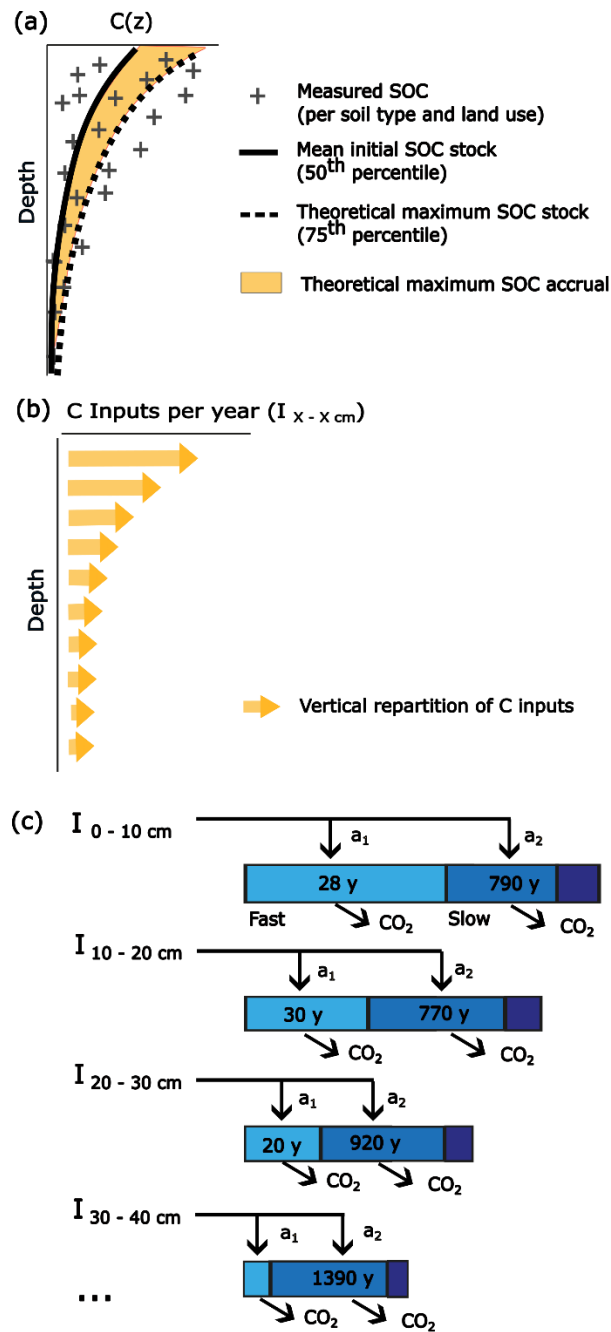 (a)
C(z)
Depth
Measured SOC
(per soil type and land use)
Mean initial SOC stock
(50th percentile)
Theoretical maximum SOC stock
(75th percentile)
Theoretical maximum SOC accrual
(b) C Inputs per year (I X - X cm)
Depth
Vertical repartition of C inputs
(c)
I 0 - 10 cm
a1 a2
28 y 790 y
Fast CO2 Slow CO2
I 10 - 20 cm
a1 a2
30 y 770 y
CO2 CO2
I 20 - 30 cm
a1 a2
20 y 920 y
CO2 CO2
I 30 - 40 cm
a1 a2
1390 y
... CO2 CO2